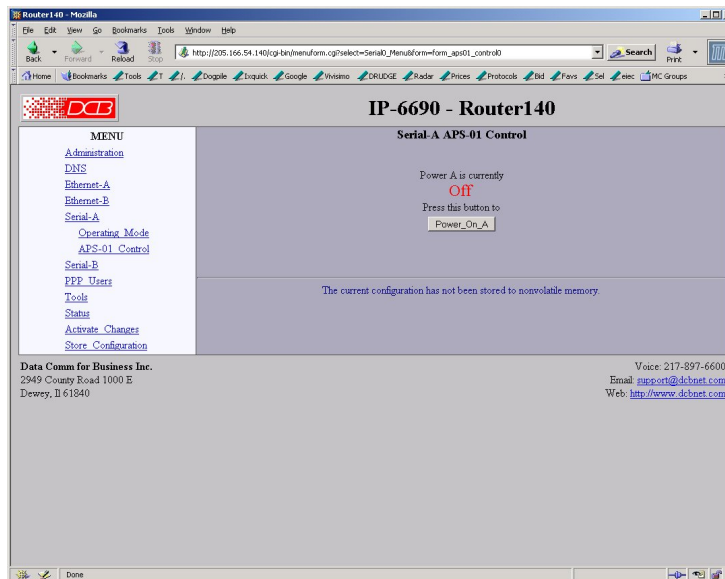 Router140 - Mozilla
File Edit View Go Bookmarks Tools Window Help
Back Forward Reload Stop http://205.166.54.140/cgi-bin/menuform.cgi?select=Serial0_Menu&form=form_aps01_control0 Search Print
Home Bookmarks Tools T /. Dogpile Ixquick Google Vivisimo DRUDGE Radar Prices Protocols Bid Favs Sel eiec MC Groups
DCB
IP-6690 - Router140
MENU
Administration
DNS
Ethernet-A
Ethernet-B
Serial-A
Operating Mode
APS-01 Control
Serial-B
PPP Users
Tools
Status
Activate Changes
Store Configuration
Serial-A APS-01 Control
Power A is currently
Off
Press this button to
Power_On_A
The current configuration has not been stored to nonvolatile memory.
Data Comm for Business Inc.
2949 County Road 1000 E
Dewey, Il 61840
Voice: 217-897-6600
Email: support@dcbnet.com
Web: http://www.dcbnet.com
Done